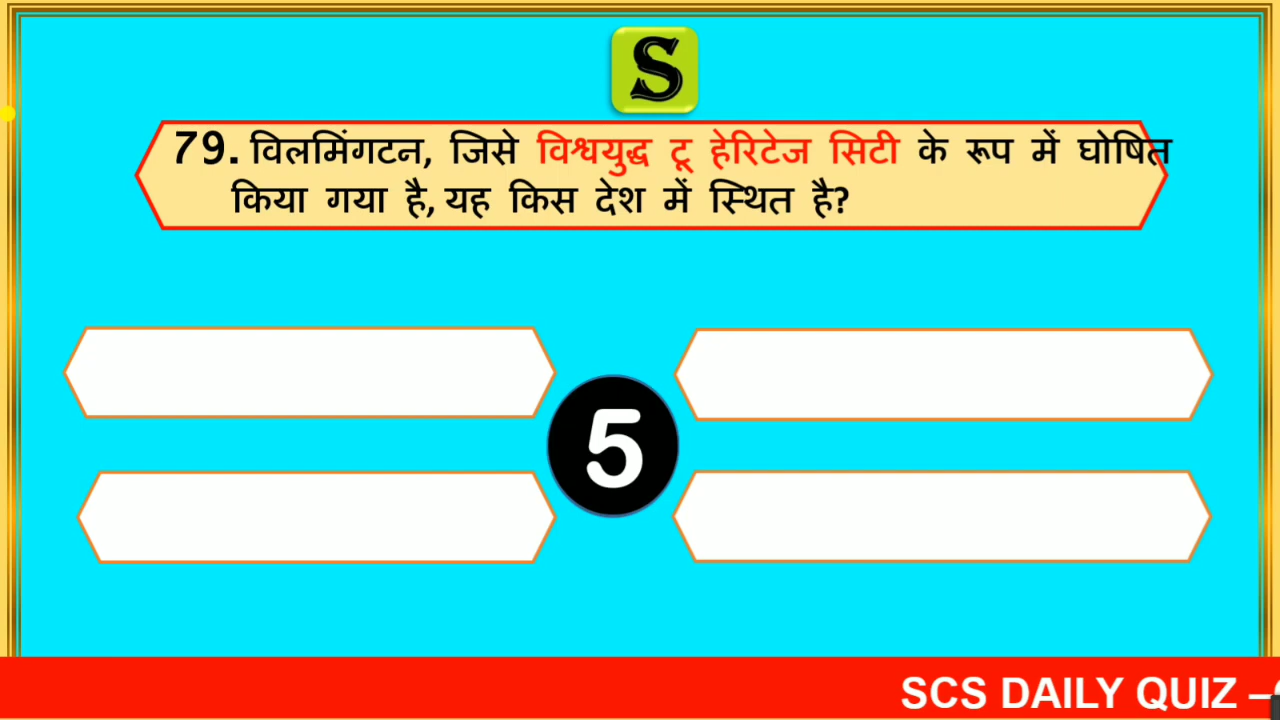 S
79. विलमिंगटन, जिसे विश्वयुद्ध टू हेरिटेज सिटी के रूप में घोषित
किया गया है, यह किस देश में स्थित है?
5
SCS DAILY QUIZ –